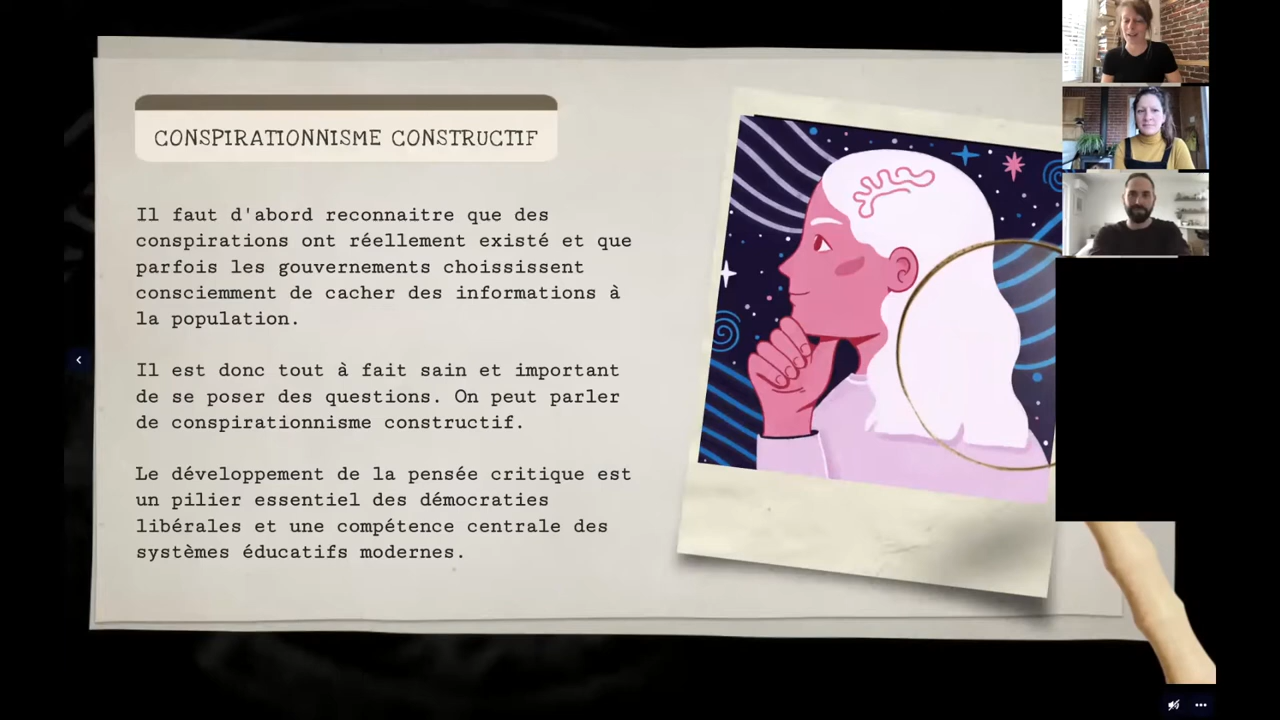 CONSPIRATIONNISME CONSTRUCTIF
Il faut d'abord reconnaitre que des
conspirations ont réellement existé et que
parfois les gouvernements choississent
consciemment de cacher des informations à
la population.
Il est donc tout à fait sain et important
de se poser des questions. On peut parler
de conspirationnisme constructif.
Le développement de la pensée critique est
un pilier essentiel des démocraties
libérales et une compétence centrale des
systèmes éducatifs modernes.